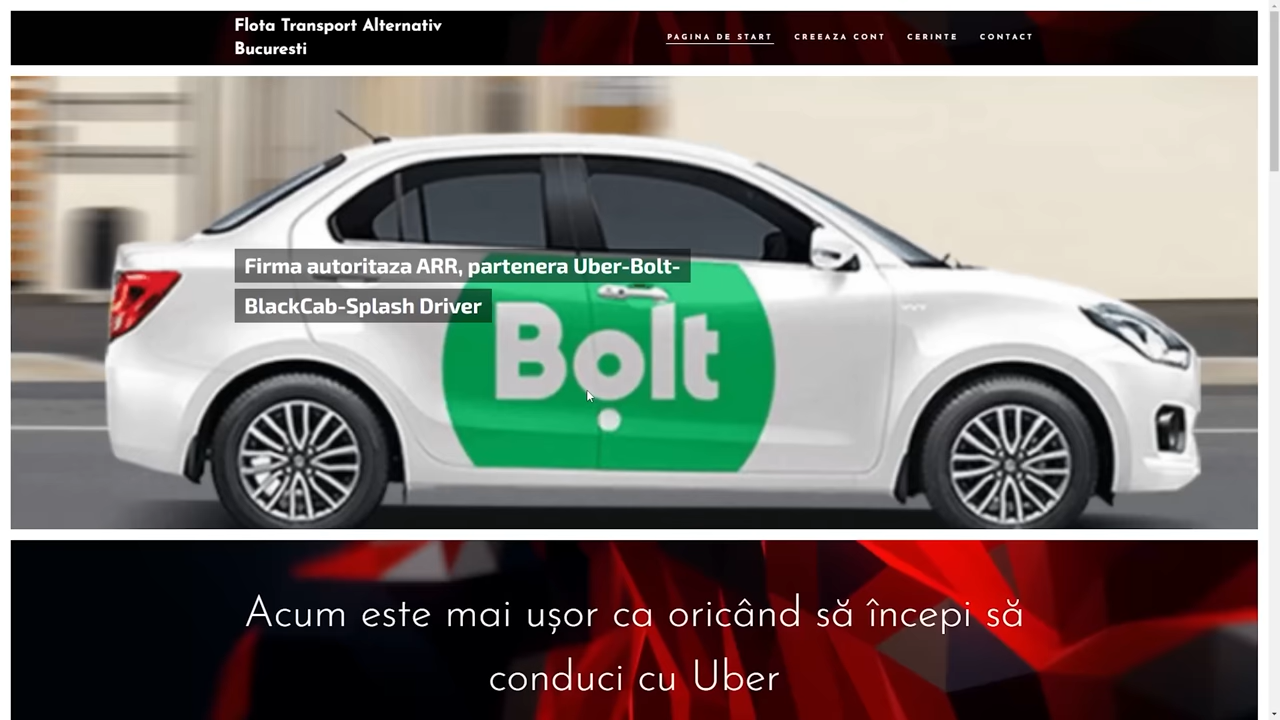 Flota Transport Alternativ
Bucuresti
PAGINA DE START CREEAZA CONT CERINTE CONTACT
Firma autoritaza ARR, partenera Uber-Bolt-
BlackCab-Splash Driver
Bolt
Acum este mai ușor ca oricând să începi să
conduci cu Uber